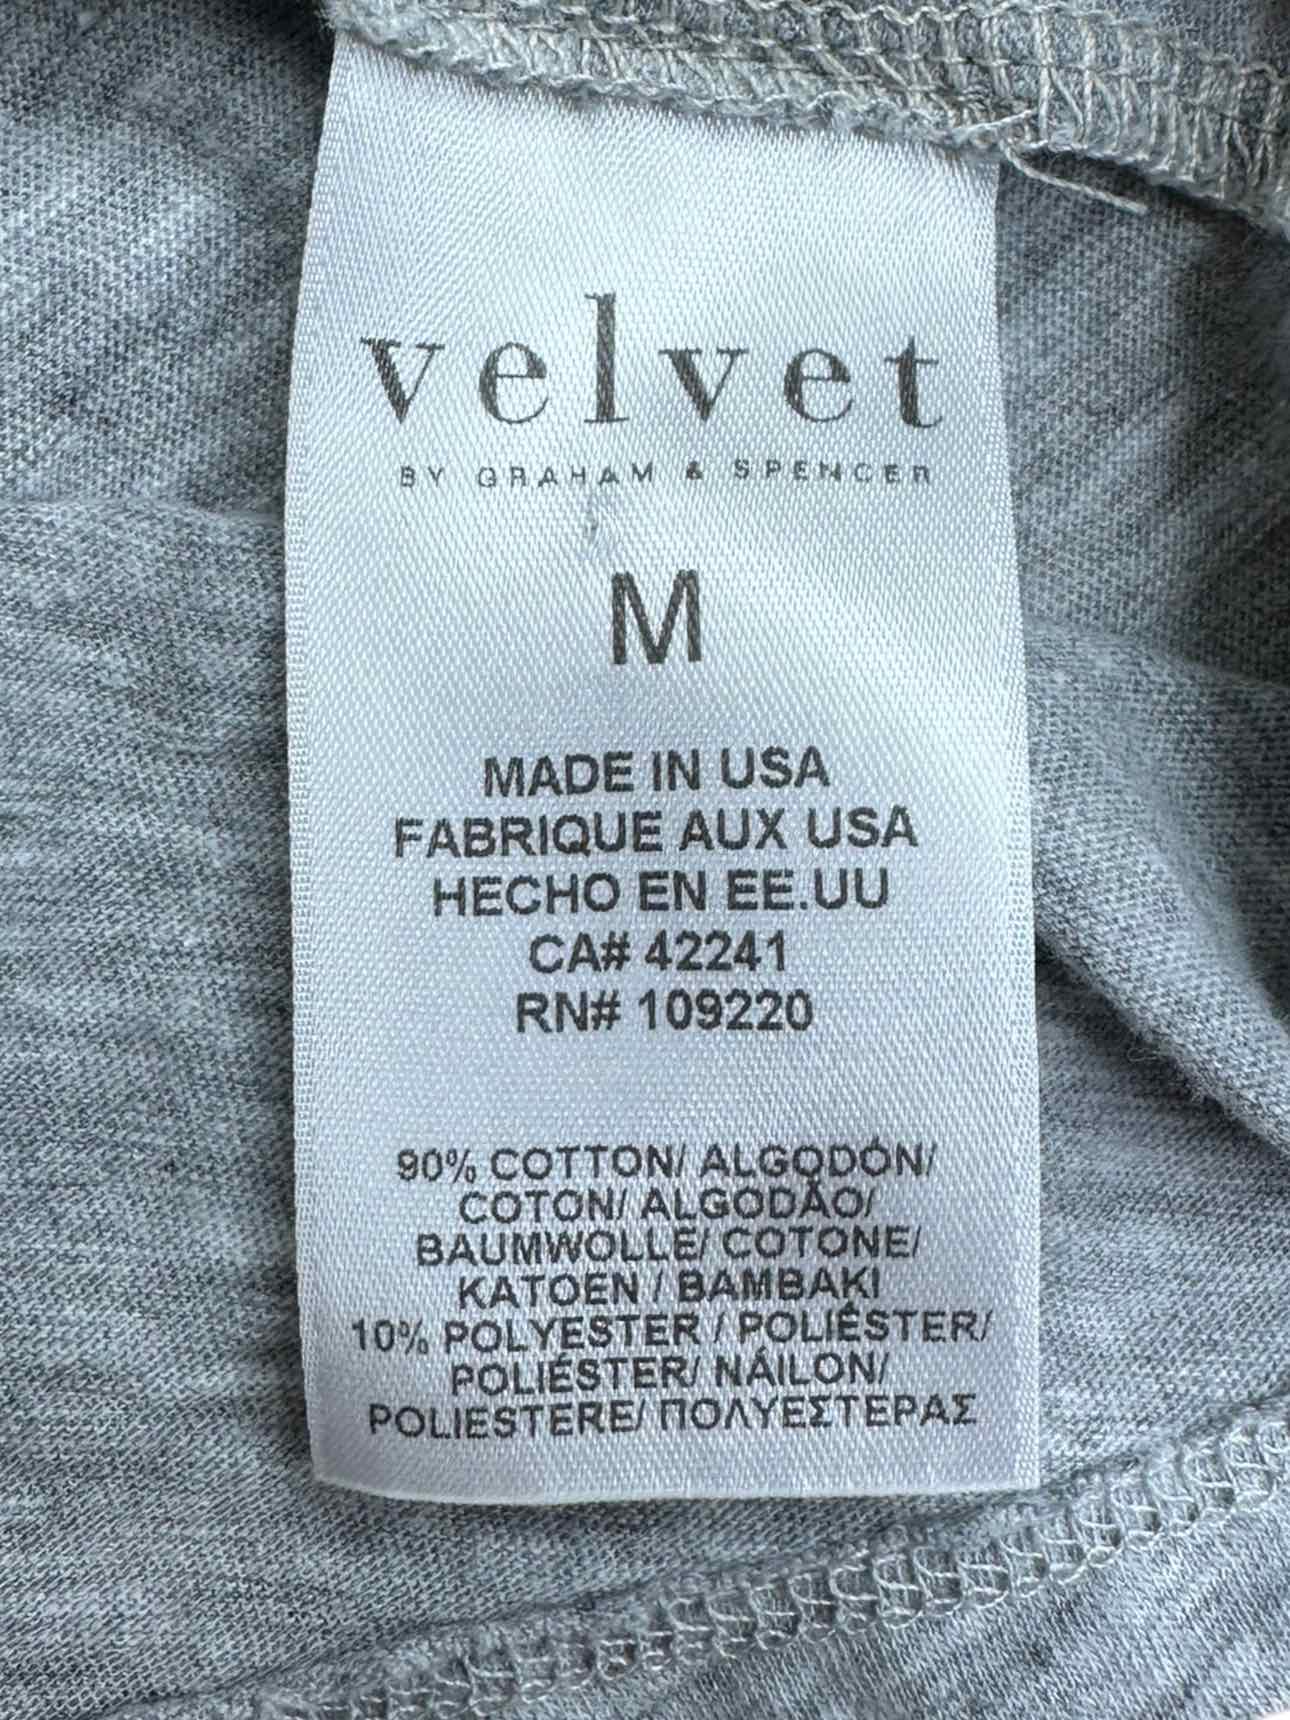 velvet
BY GRAHAM & SPENCER
M
MADE IN USA
FABRIQUE AUX USA
HECHO EN EE.UU
CA# 42241
RN# 109220
90% COTTON/ ALGODÓN/
COTON/ ALGODÃO/
BAUMWOLLE/ COTONE/
KATOEN / BAMBAKI
10% POLYESTER / POLIÉSTER/
POLIÉSTER/ NÁILON/
POLIESTERE/ ΠΟΛΥΕΣΤΕΡΑΣ